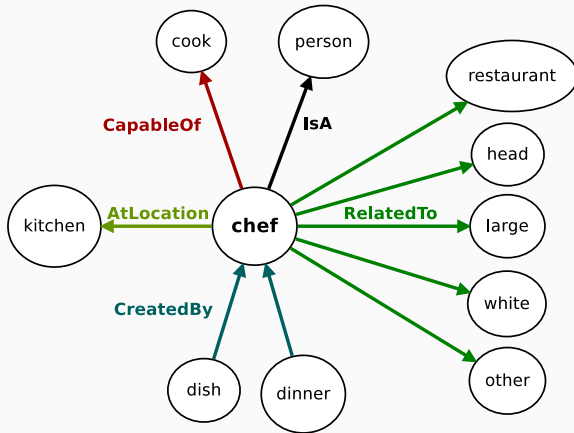 cook
person
restaurant
CapableOf
IsA
head
kitchen
AtLocation
chef
RelatedTo
large
CreatedBy
white
dish
dinner
other